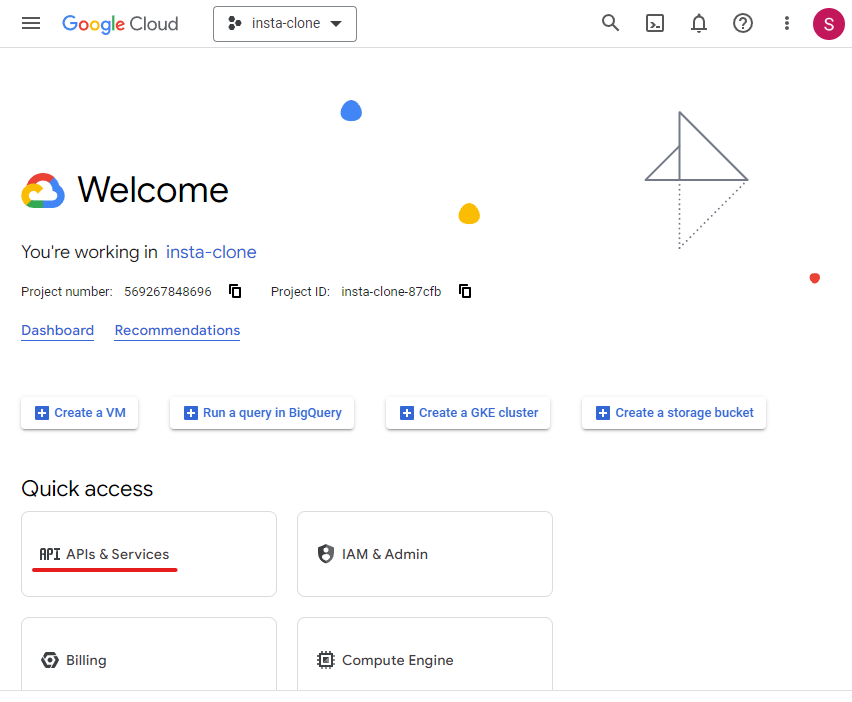 Google Cloud insta-clone S
Welcome
You're working in insta-clone
Project number: 569267848696 Project ID: insta-clone-87cfb
Dashboard Recommendations
Create a VM Run a query in BigQuery Create a GKE cluster Create a storage bucket
Quick access
API APIs & Services IAM & Admin
Billing Compute Engine